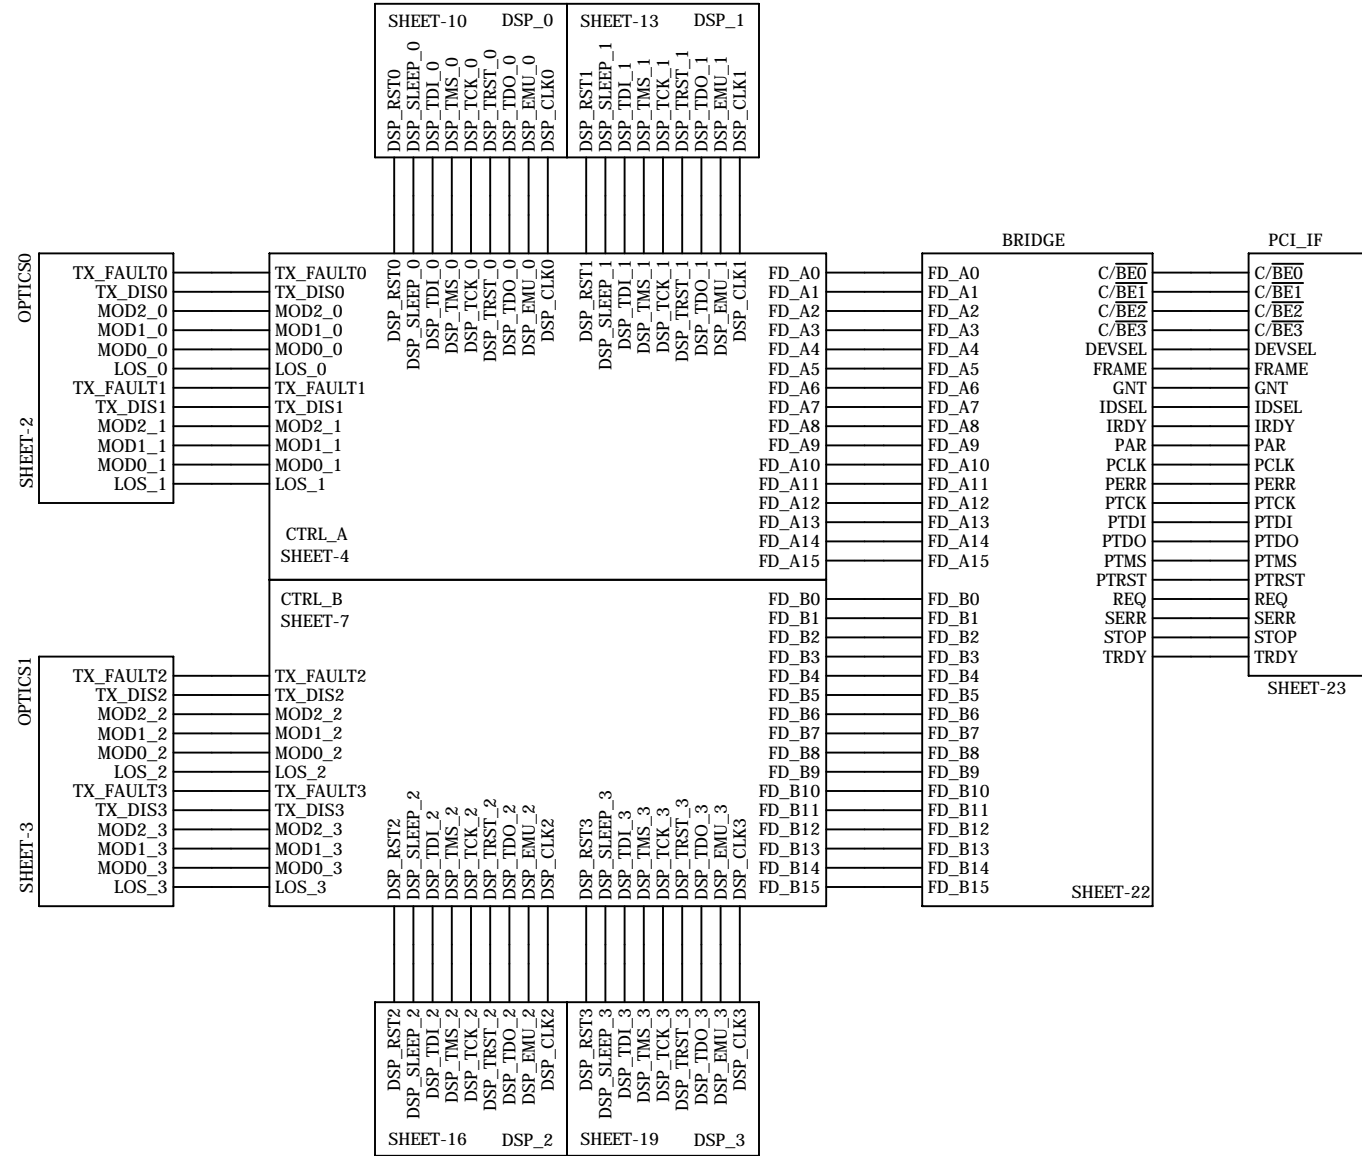 SHEET-10 DSP_0
DSP_RST0
DSP_SLEEP_0
DSP_TDI_0
DSP_TMS_0
DSP_TCK_0
DSP_TRST_0
DSP_TDO_0
DSP_EMU_0
DSP_CLK0
SHEET-13 DSP_1
DSP_RST1
DSP_SLEEP_1
DSP_TDI_1
DSP_TMS_1
DSP_TCK_1
DSP_TRST_1
DSP_TDO_1
DSP_EMU_1
DSP_CLK1
OPTICS0
SHEET-2
TX_FAULT0
TX_DIS0
MOD2_0
MOD1_0
MOD0_0
LOS_0
TX_FAULT1
TX_DIS1
MOD2_1
MOD1_1
MOD0_1
LOS_1
TX_FAULT0
TX_DIS0
MOD2_0
MOD1_0
MOD0_0
LOS_0
TX_FAULT1
TX_DIS1
MOD2_1
MOD1_1
MOD0_1
LOS_1
CTRL_A
SHEET-4
DSP_RST0
DSP_SLEEP_0
DSP_TDI_0
DSP_TMS_0
DSP_TCK_0
DSP_TRST_0
DSP_TDO_0
DSP_EMU_0
DSP_CLK0
DSP_RST1
DSP_SLEEP_1
DSP_TDI_1
DSP_TMS_1
DSP_TCK_1
DSP_TRST_1
DSP_TDO_1
DSP_EMU_1
DSP_CLK1
FD_A0
FD_A1
FD_A2
FD_A3
FD_A4
FD_A5
FD_A6
FD_A7
FD_A8
FD_A9
FD_A10
FD_A11
FD_A12
FD_A13
FD_A14
FD_A15
CTRL_B
SHEET-7
FD_B0
FD_B1
FD_B2
FD_B3
FD_B4
FD_B5
FD_B6
FD_B7
FD_B8
FD_B9
FD_B10
FD_B11
FD_B12
FD_B13
FD_B14
FD_B15
OPTICS1
SHEET-3
TX_FAULT2
TX_DIS2
MOD2_2
MOD1_2
MOD0_2
LOS_2
TX_FAULT3
TX_DIS3
MOD2_3
MOD1_3
MOD0_3
LOS_3
TX_FAULT2
TX_DIS2
MOD2_2
MOD1_2
MOD0_2
LOS_2
TX_FAULT3
TX_DIS3
MOD2_3
MOD1_3
MOD0_3
LOS_3
DSP_RST2
DSP_SLEEP_2
DSP_TDI_2
DSP_TMS_2
DSP_TCK_2
DSP_TRST_2
DSP_TDO_2
DSP_EMU_2
DSP_CLK2
DSP_RST3
DSP_SLEEP_3
DSP_TDI_3
DSP_TMS_3
DSP_TCK_3
DSP_TRST_3
DSP_TDO_3
DSP_EMU_3
DSP_CLK3
BRIDGE
FD_A0
FD_A1
FD_A2
FD_A3
FD_A4
FD_A5
FD_A6
FD_A7
FD_A8
FD_A9
FD_A10
FD_A11
FD_A12
FD_A13
FD_A14
FD_A15
FD_B0
FD_B1
FD_B2
FD_B3
FD_B4
FD_B5
FD_B6
FD_B7
FD_B8
FD_B9
FD_B10
FD_B11
FD_B12
FD_B13
FD_B14
FD_B15
C/BE0
C/BE1
C/BE2
C/BE3
DEVSEL
FRAME
GNT
IDSEL
IRDY
PAR
PCLK
PERR
PTCK
PTDI
PTDO
PTMS
PTRST
REQ
SERR
STOP
TRDY
SHEET-22
PCI_IF
C/BE0
C/BE1
C/BE2
C/BE3
DEVSEL
FRAME
GNT
IDSEL
IRDY
PAR
PCLK
PERR
PTCK
PTDI
PTDO
PTMS
PTRST
REQ
SERR
STOP
TRDY
SHEET-23
DSP_RST2
DSP_SLEEP_2
DSP_TDI_2
DSP_TMS_2
DSP_TCK_2
DSP_TRST_2
DSP_TDO_2
DSP_EMU_2
DSP_CLK2
SHEET-16 DSP_2
DSP_RST3
DSP_SLEEP_3
DSP_TDI_3
DSP_TMS_3
DSP_TCK_3
DSP_TRST_3
DSP_TDO_3
DSP_EMU_3
DSP_CLK3
SHEET-19 DSP_3